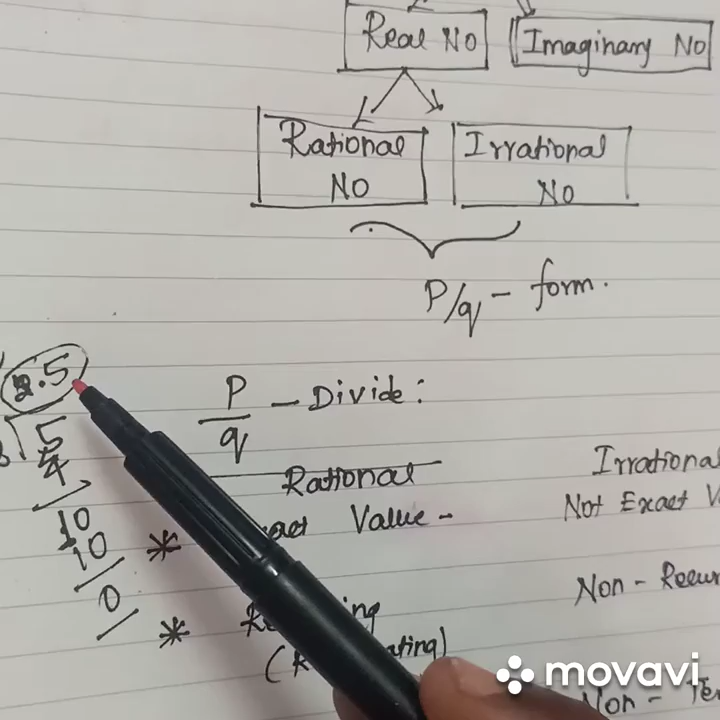 Real No
Imaginary No
Rational
No
Irrational
No
P/q - form.
2.5
5
4
10
10
0
P
q
- Divide:
Rational
Irrational
Value -
Not Exact
*
Non -
*
Non -
movavi